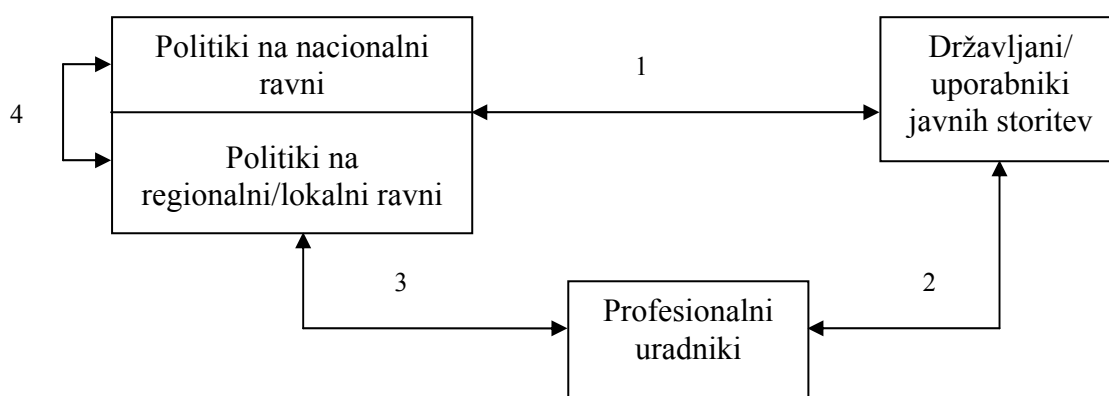 Politiki na nacionalni
ravni
Politiki na
regionalni/lokalni ravni
4
1
Državljani/
uporabniki
javnih storitev
3
2
Profesionalni
uradniki